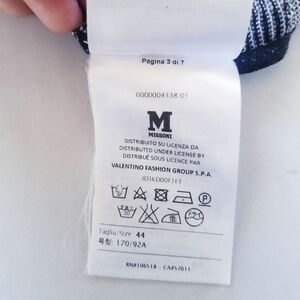 Pagina 3 di 7
0000004338.01
M
MISSONI
DISTRIBUITO SU LICENZA DA
DISTRIBUTED UNDER LICENSE BY
DISTRIBUÉ SOUS LICENCE PAR
VALENTINO FASHION GROUP S.P.A.
Taglia/Size 44
号型: 170/92A
RN#106518 - CA#57011